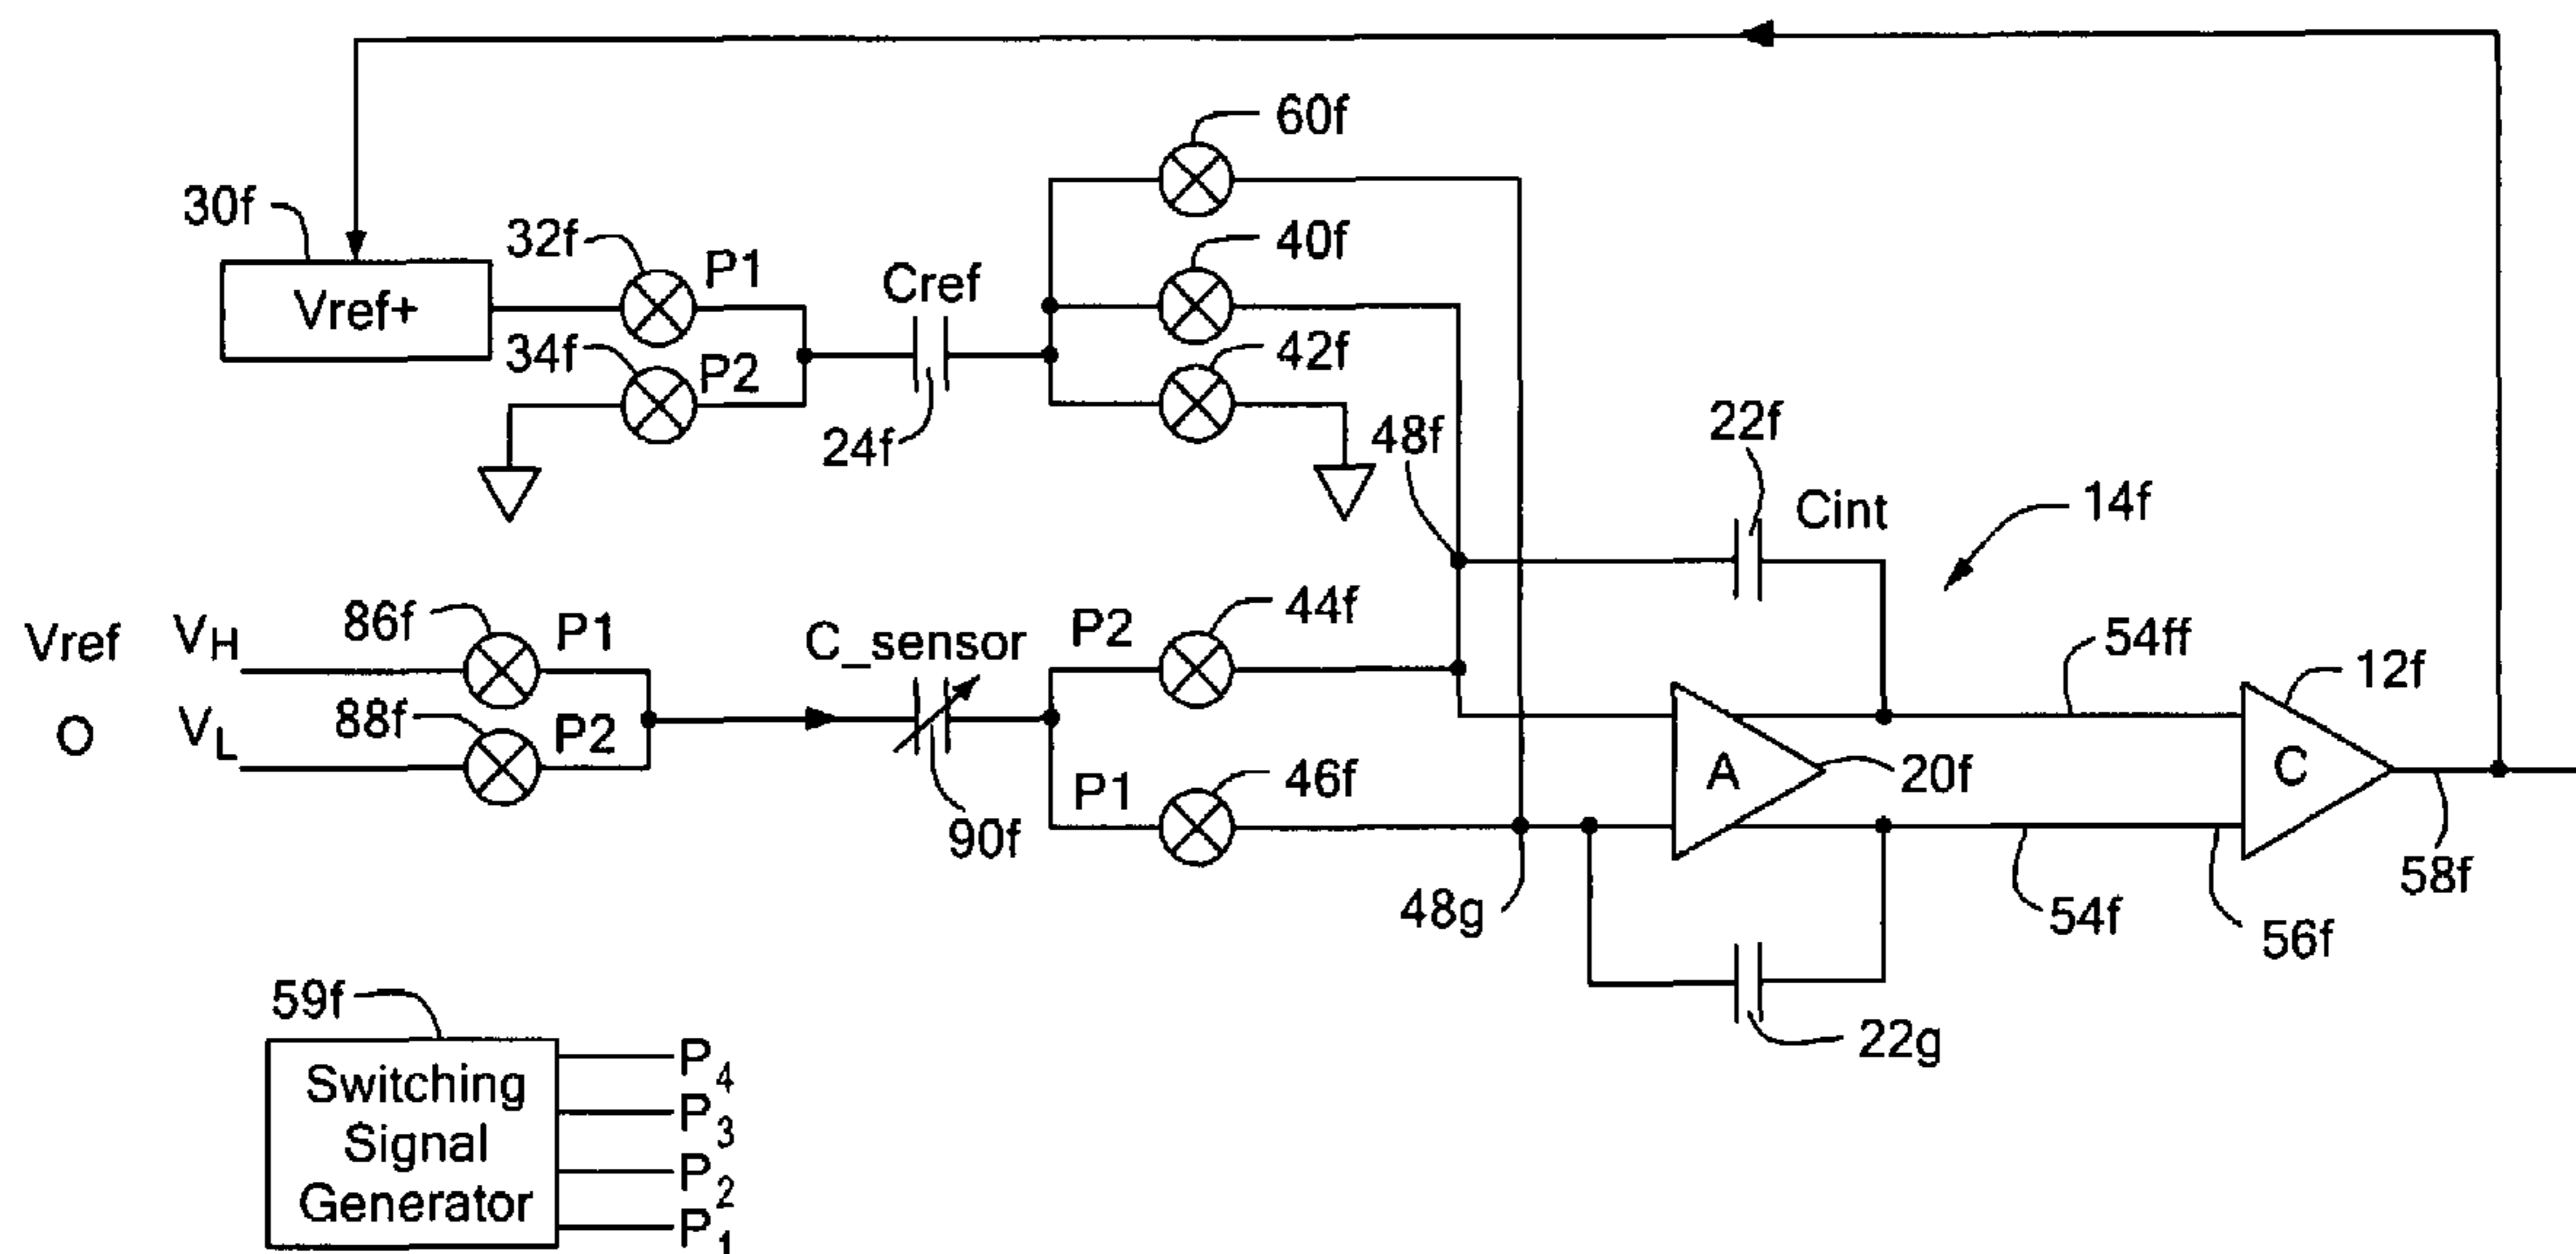 60f
30f
32f
P1
Cref
40f
Vref+
34f
P2
42f
24f
48f
22f
Cint
14f
Vref
VH
86f
P1
C_sensor
P2
44f
54ff
12f
O
VL
88f
P2
P1
46f
A
20f
C
90f
48g
54f
56f
58f
59f
22g
Switching
Signal
Generator
P4
P3
P2
P1